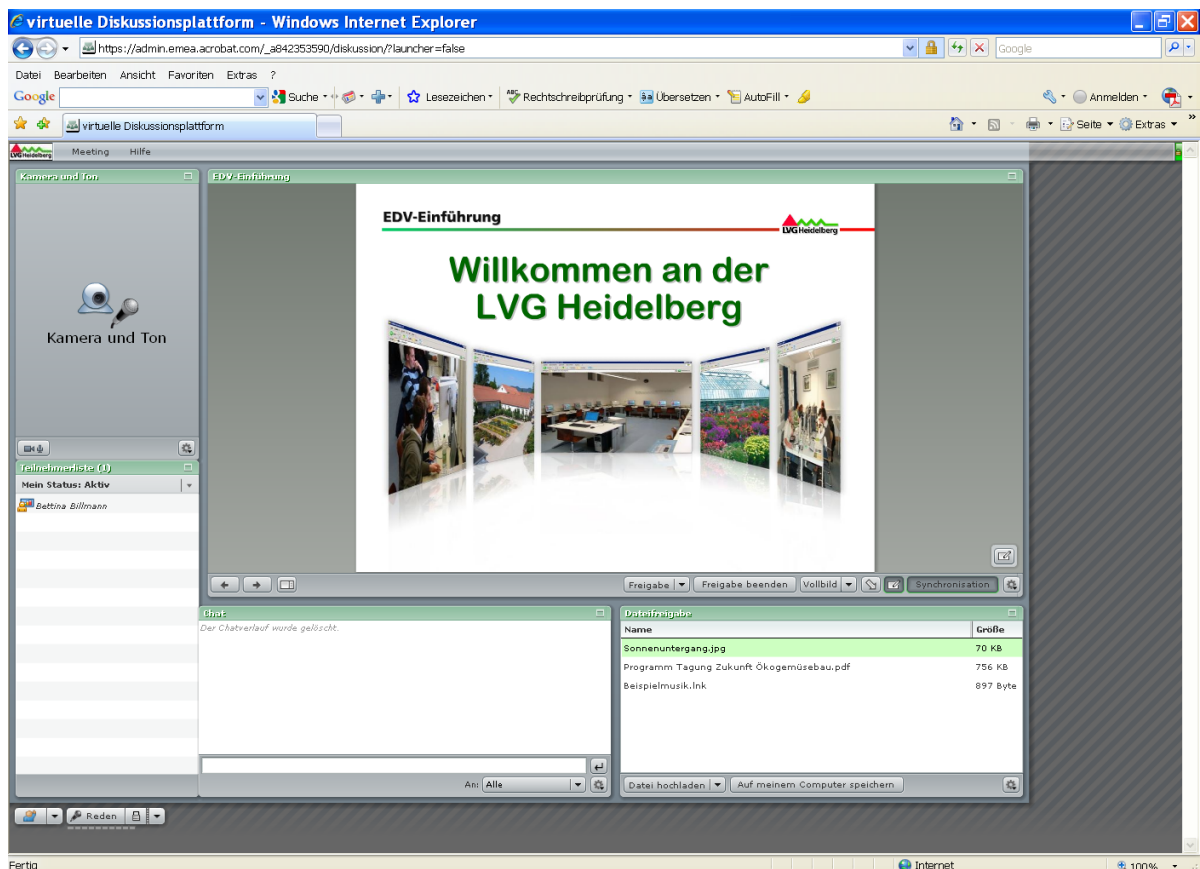 virtuelle Diskussionsplattform - Windows Internet Explorer
https://admin.emea.acrobat.com/_a842353590/diskussion/?launcher=false
Google
Datei Bearbeiten Ansicht Favoriten Extras ?
Google Suche Lesezeichen ABC Rechtschreibprüfung Übersetzen AutoFill Anmelden
virtuelle Diskussionsplattform Seite Extras »
LVG Heidelberg Meeting Hilfe
Kamera und Ton
EDV-Einführung
EDV-Einführung
LVG Heidelberg
Willkommen an der
LVG Heidelberg
Kamera und Ton
Teilnehmerliste (1)
Mein Status: Aktiv
Bettina Billmann
Freigabe Freigabe beenden Vollbild Synchronisation
Chat
Der Chatverlauf wurde gelöscht.
An: Alle
Dateifreigabe
Name Größe
Sonnenuntergang.jpg 70 KB
Programm Tagung Zukunft Ökogemüsebau.pdf 756 KB
Beispielmusik.lnk 897 Byte
Datei hochladen Auf meinem Computer speichern
Reden
Fertig Internet 100%